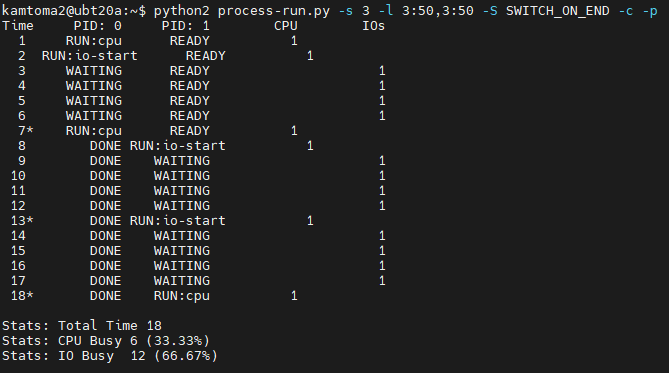 kamtoma2@ubt20a:~$ python2 process-run.py -s 3 -l 3:50,3:50 -S SWITCH_ON_END -c -p
Time     PID: 0     PID: 1        CPU        IOs
  1     RUN:cpu      READY          1
  2  RUN:io-start      READY          1
  3     WAITING      READY                     1
  4     WAITING      READY                     1
  5     WAITING      READY                     1
  6     WAITING      READY                     1
  7*    RUN:cpu      READY          1
  8        DONE RUN:io-start          1
  9        DONE    WAITING                     1
 10        DONE    WAITING                     1
 11        DONE    WAITING                     1
 12        DONE    WAITING                     1
 13*       DONE RUN:io-start          1
 14        DONE    WAITING                     1
 15        DONE    WAITING                     1
 16        DONE    WAITING                     1
 17        DONE    WAITING                     1
 18*       DONE    RUN:cpu          1
Stats: Total Time 18
Stats: CPU Busy 6 (33.33%)
Stats: IO Busy  12 (66.67%)